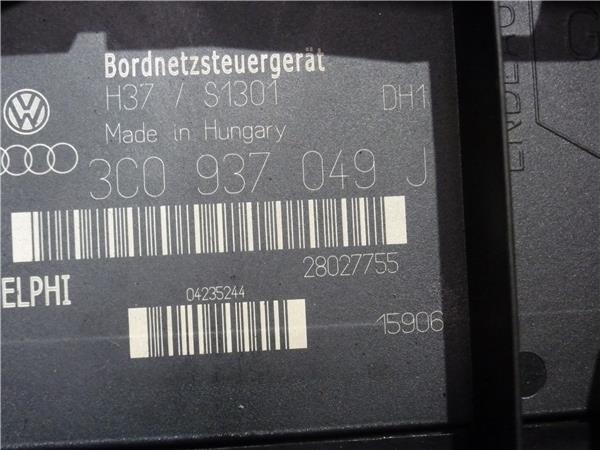 Bordnetzsteuergerät
H37 / S1301 DH1
Made in Hungary
3C0 937 049 J
28027755
ELPHI
04235244
15906